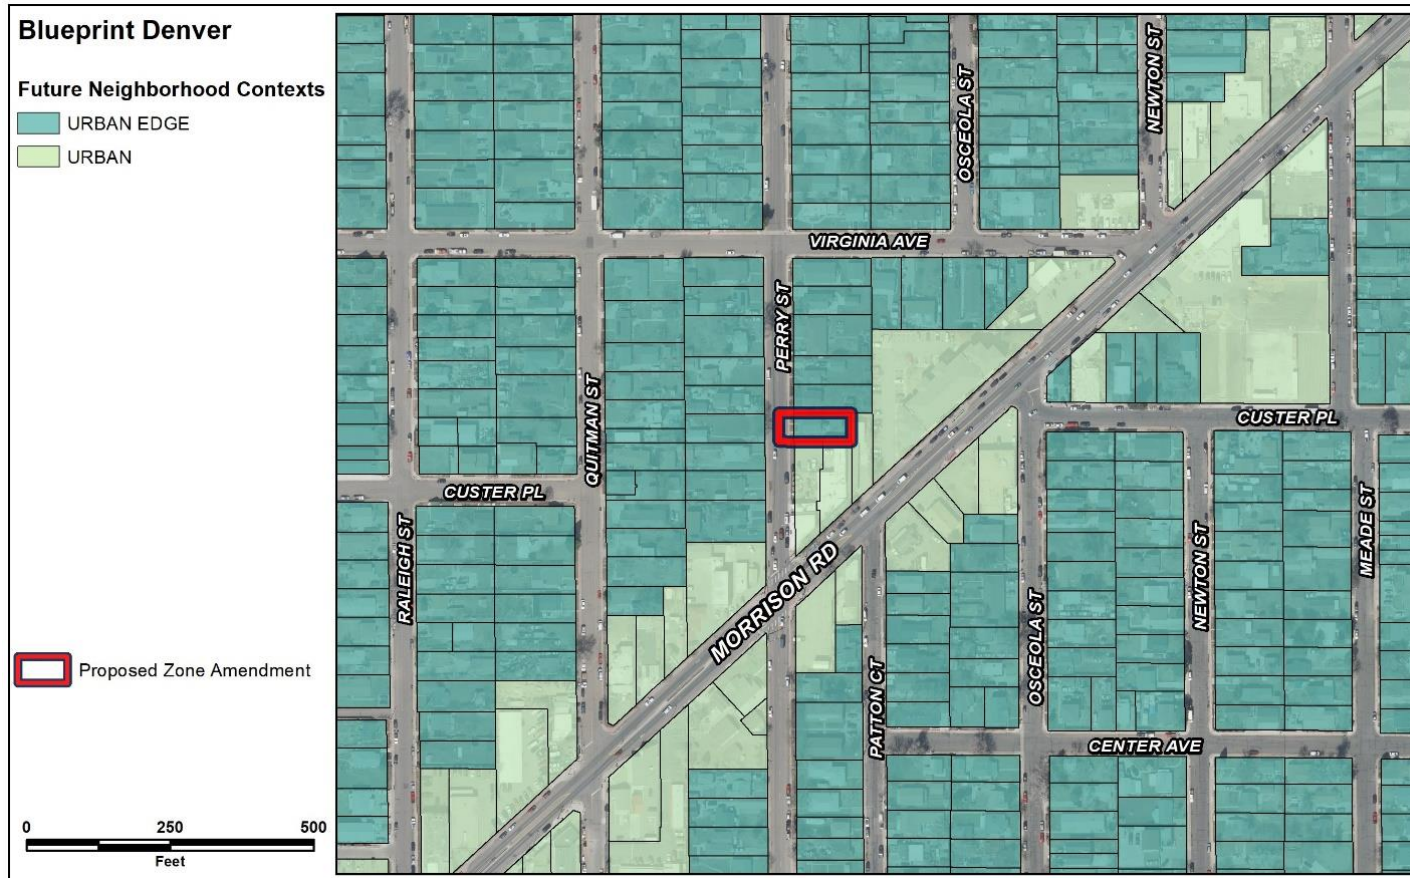 Blueprint Denver
Future Neighborhood Contexts
URBAN EDGE
URBAN
Proposed Zone Amendment
0 250 500
Feet
OSCEOLA ST
NEWTON ST
VIRGINIA AVE
PERRY ST
QUITMAN ST
CUSTER PL
CUSTER PL
RALEIGH ST
MORRISON RD
MEADE ST
NEWTON ST
OSCEOLA ST
PATTON CT
CENTER AVE